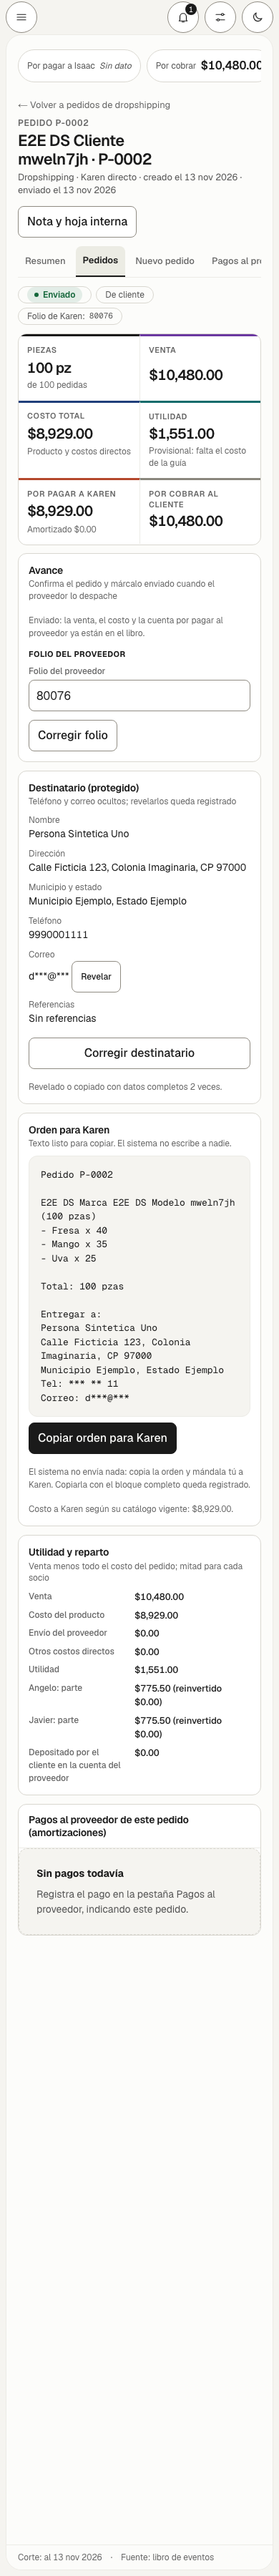 1
Por pagar a Isaac Sin dato
Por cobrar $10,480.00
← Volver a pedidos de dropshipping
PEDIDO P-0002
E2E DS Cliente
mweln7jh · P-0002
Dropshipping · Karen directo · creado el 13 nov 2026 ·
enviado el 13 nov 2026
Nota y hoja interna
Resumen Pedidos Nuevo pedido Pagos al pr
Enviado De cliente
Folio de Karen: 80076
PIEZAS
100 pz
de 100 pedidas
VENTA
$10,480.00
COSTO TOTAL
$8,929.00
Producto y costos directos
UTILIDAD
$1,551.00
Provisional: falta el costo
de la guía
POR PAGAR A KAREN
$8,929.00
Amortizado $0.00
POR COBRAR AL
CLIENTE
$10,480.00
Avance
Confirma el pedido y márcalo enviado cuando el
proveedor lo despache
Enviado: la venta, el costo y la cuenta por pagar al
proveedor ya están en el libro.
FOLIO DEL PROVEEDOR
Folio del proveedor
80076
Corregir folio
Destinatario (protegido)
Teléfono y correo ocultos; revelarlos queda registrado
Nombre
Persona Sintetica Uno
Dirección
Calle Ficticia 123, Colonia Imaginaria, CP 97000
Municipio y estado
Municipio Ejemplo, Estado Ejemplo
Teléfono
9990001111
Correo
d***@*** Revelar
Referencias
Sin referencias
Corregir destinatario
Revelado o copiado con datos completos 2 veces.
Orden para Karen
Texto listo para copiar. El sistema no escribe a nadie.
Pedido P-0002
E2E DS Marca E2E DS Modelo mweln7jh
(100 pzas)
- Fresa x 40
- Mango x 35
- Uva x 25
Total: 100 pzas
Entregar a:
Persona Sintetica Uno
Calle Ficticia 123, Colonia
Imaginaria, CP 97000
Municipio Ejemplo, Estado Ejemplo
Tel: *** ** 11
Correo: d***@***
Copiar orden para Karen
El sistema no envía nada: copia la orden y mándala tú a
Karen. Copiarla con el bloque completo queda registrado.
Costo a Karen según su catálogo vigente: $8,929.00.
Utilidad y reparto
Venta menos todo el costo del pedido; mitad para cada
socio
Venta $10,480.00
Costo del producto $8,929.00
Envío del proveedor $0.00
Otros costos directos $0.00
Utilidad $1,551.00
Angelo: parte $775.50 (reinvertido
$0.00)
Javier: parte $775.50 (reinvertido
$0.00)
Depositado por el $0.00
cliente en la cuenta del
proveedor
Pagos al proveedor de este pedido
(amortizaciones)
Sin pagos todavía
Registra el pago en la pestaña Pagos al
proveedor, indicando este pedido.
Corte: al 13 nov 2026 · Fuente: libro de eventos